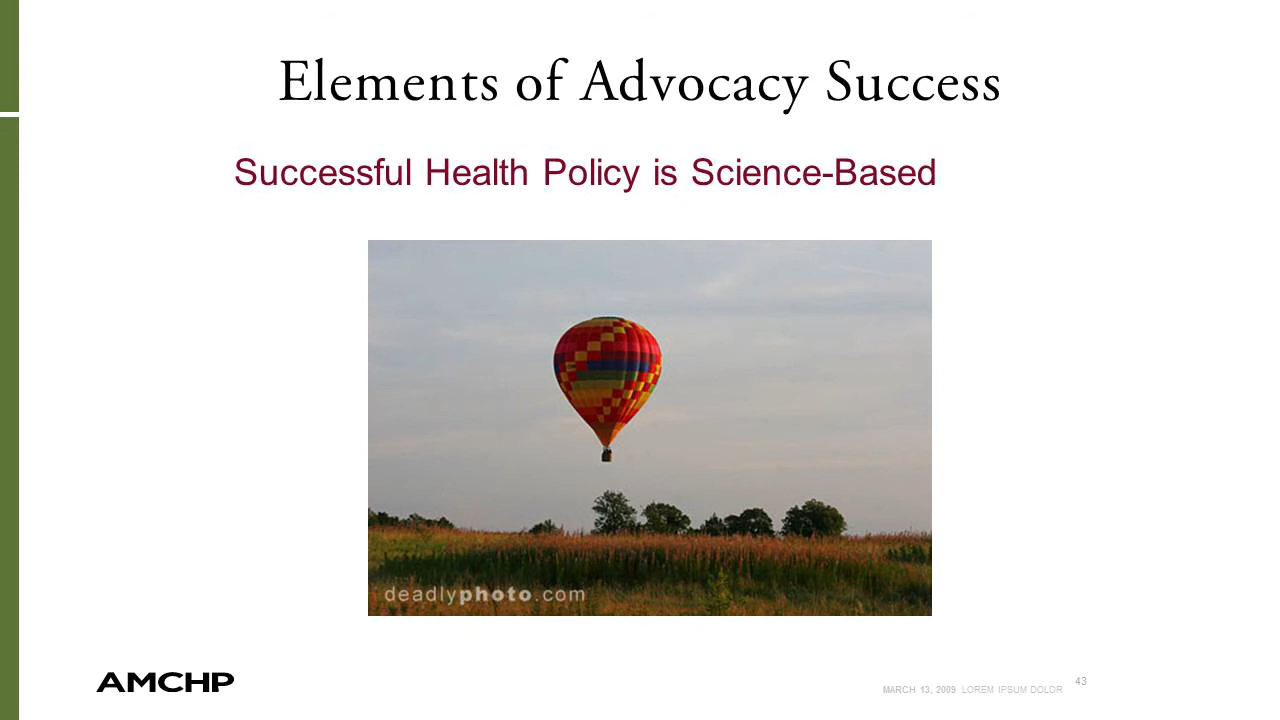 Elements of Advocacy Success
Successful Health Policy is Science-Based
deadlyphoto.com
AMCHP
MARCH 13, 2009 LOREM IPSUM DOLOR
43